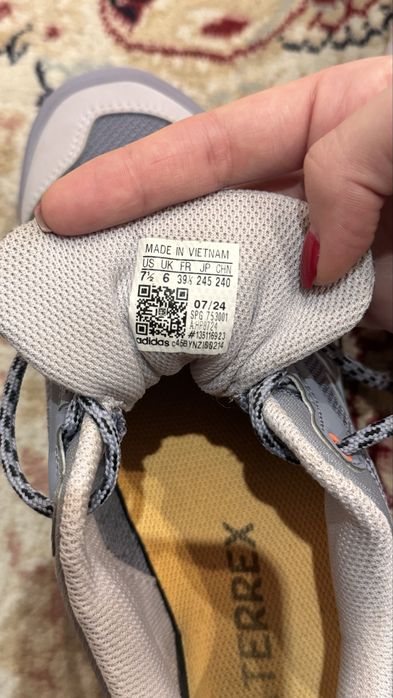 MADE IN VIETNAM
US UK FR JP CHN
7½ 6 39⅓ 245 240
07/24
SPG 753001
#135116923
adidas
TERREX